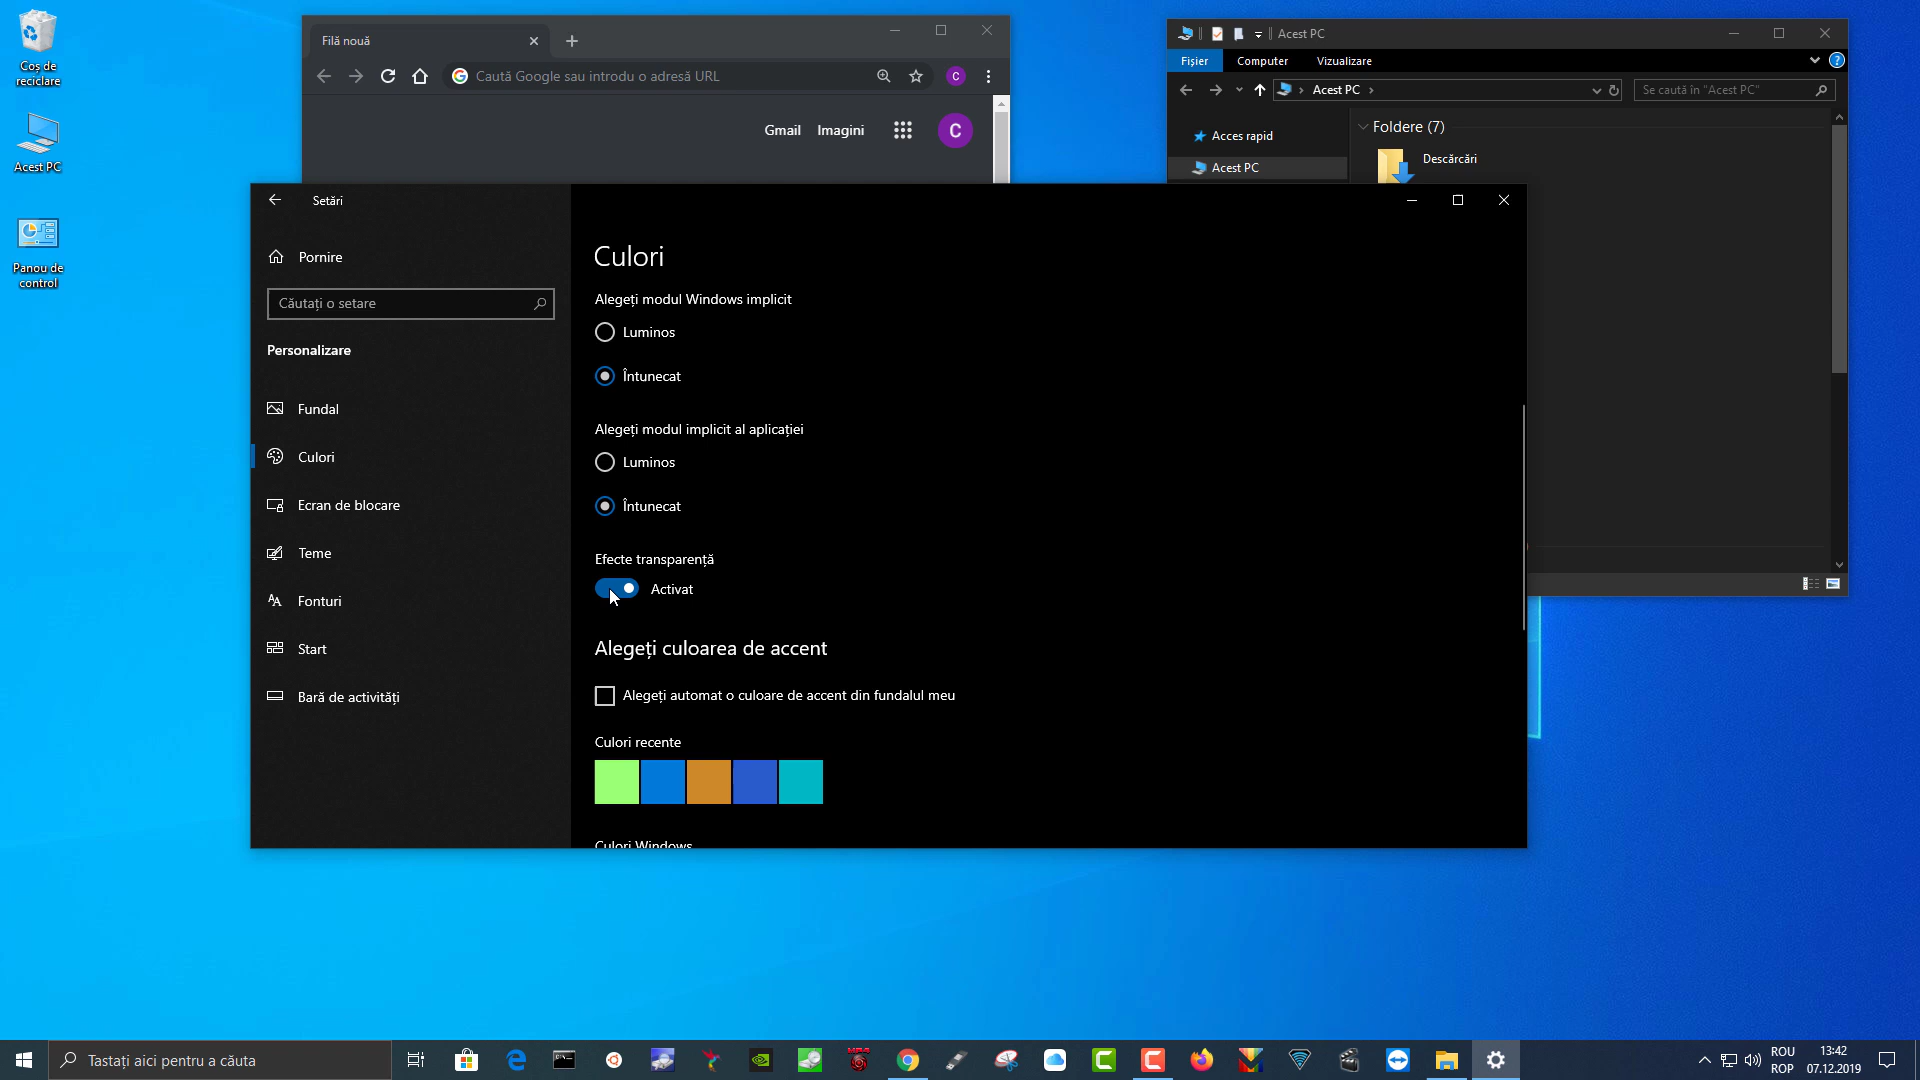 Coș de
reciclare
Acest PC
Panou de
control
Filă nouă
Caută Google sau introdu o adresă URL
C
Gmail
Imagini
C
Acest PC
Fișier
Computer
Vizualizare
Acest PC
Se caută în "Acest PC"
Acces rapid
Acest PC
Foldere (7)
Descărcări
Setări
Pornire
Căutați o setare
Personalizare
Fundal
Culori
Ecran de blocare
Teme
Fonturi
Start
Bară de activități
Culori
Alegeți modul Windows implicit
Luminos
Întunecat
Alegeți modul implicit al aplicației
Luminos
Întunecat
Efecte transparență
Activat
Alegeți culoarea de accent
Alegeți automat o culoare de accent din fundalul meu
Culori recente
Culori Windows
Tastați aici pentru a căuta
ROU
ROP
13:42
07.12.2019